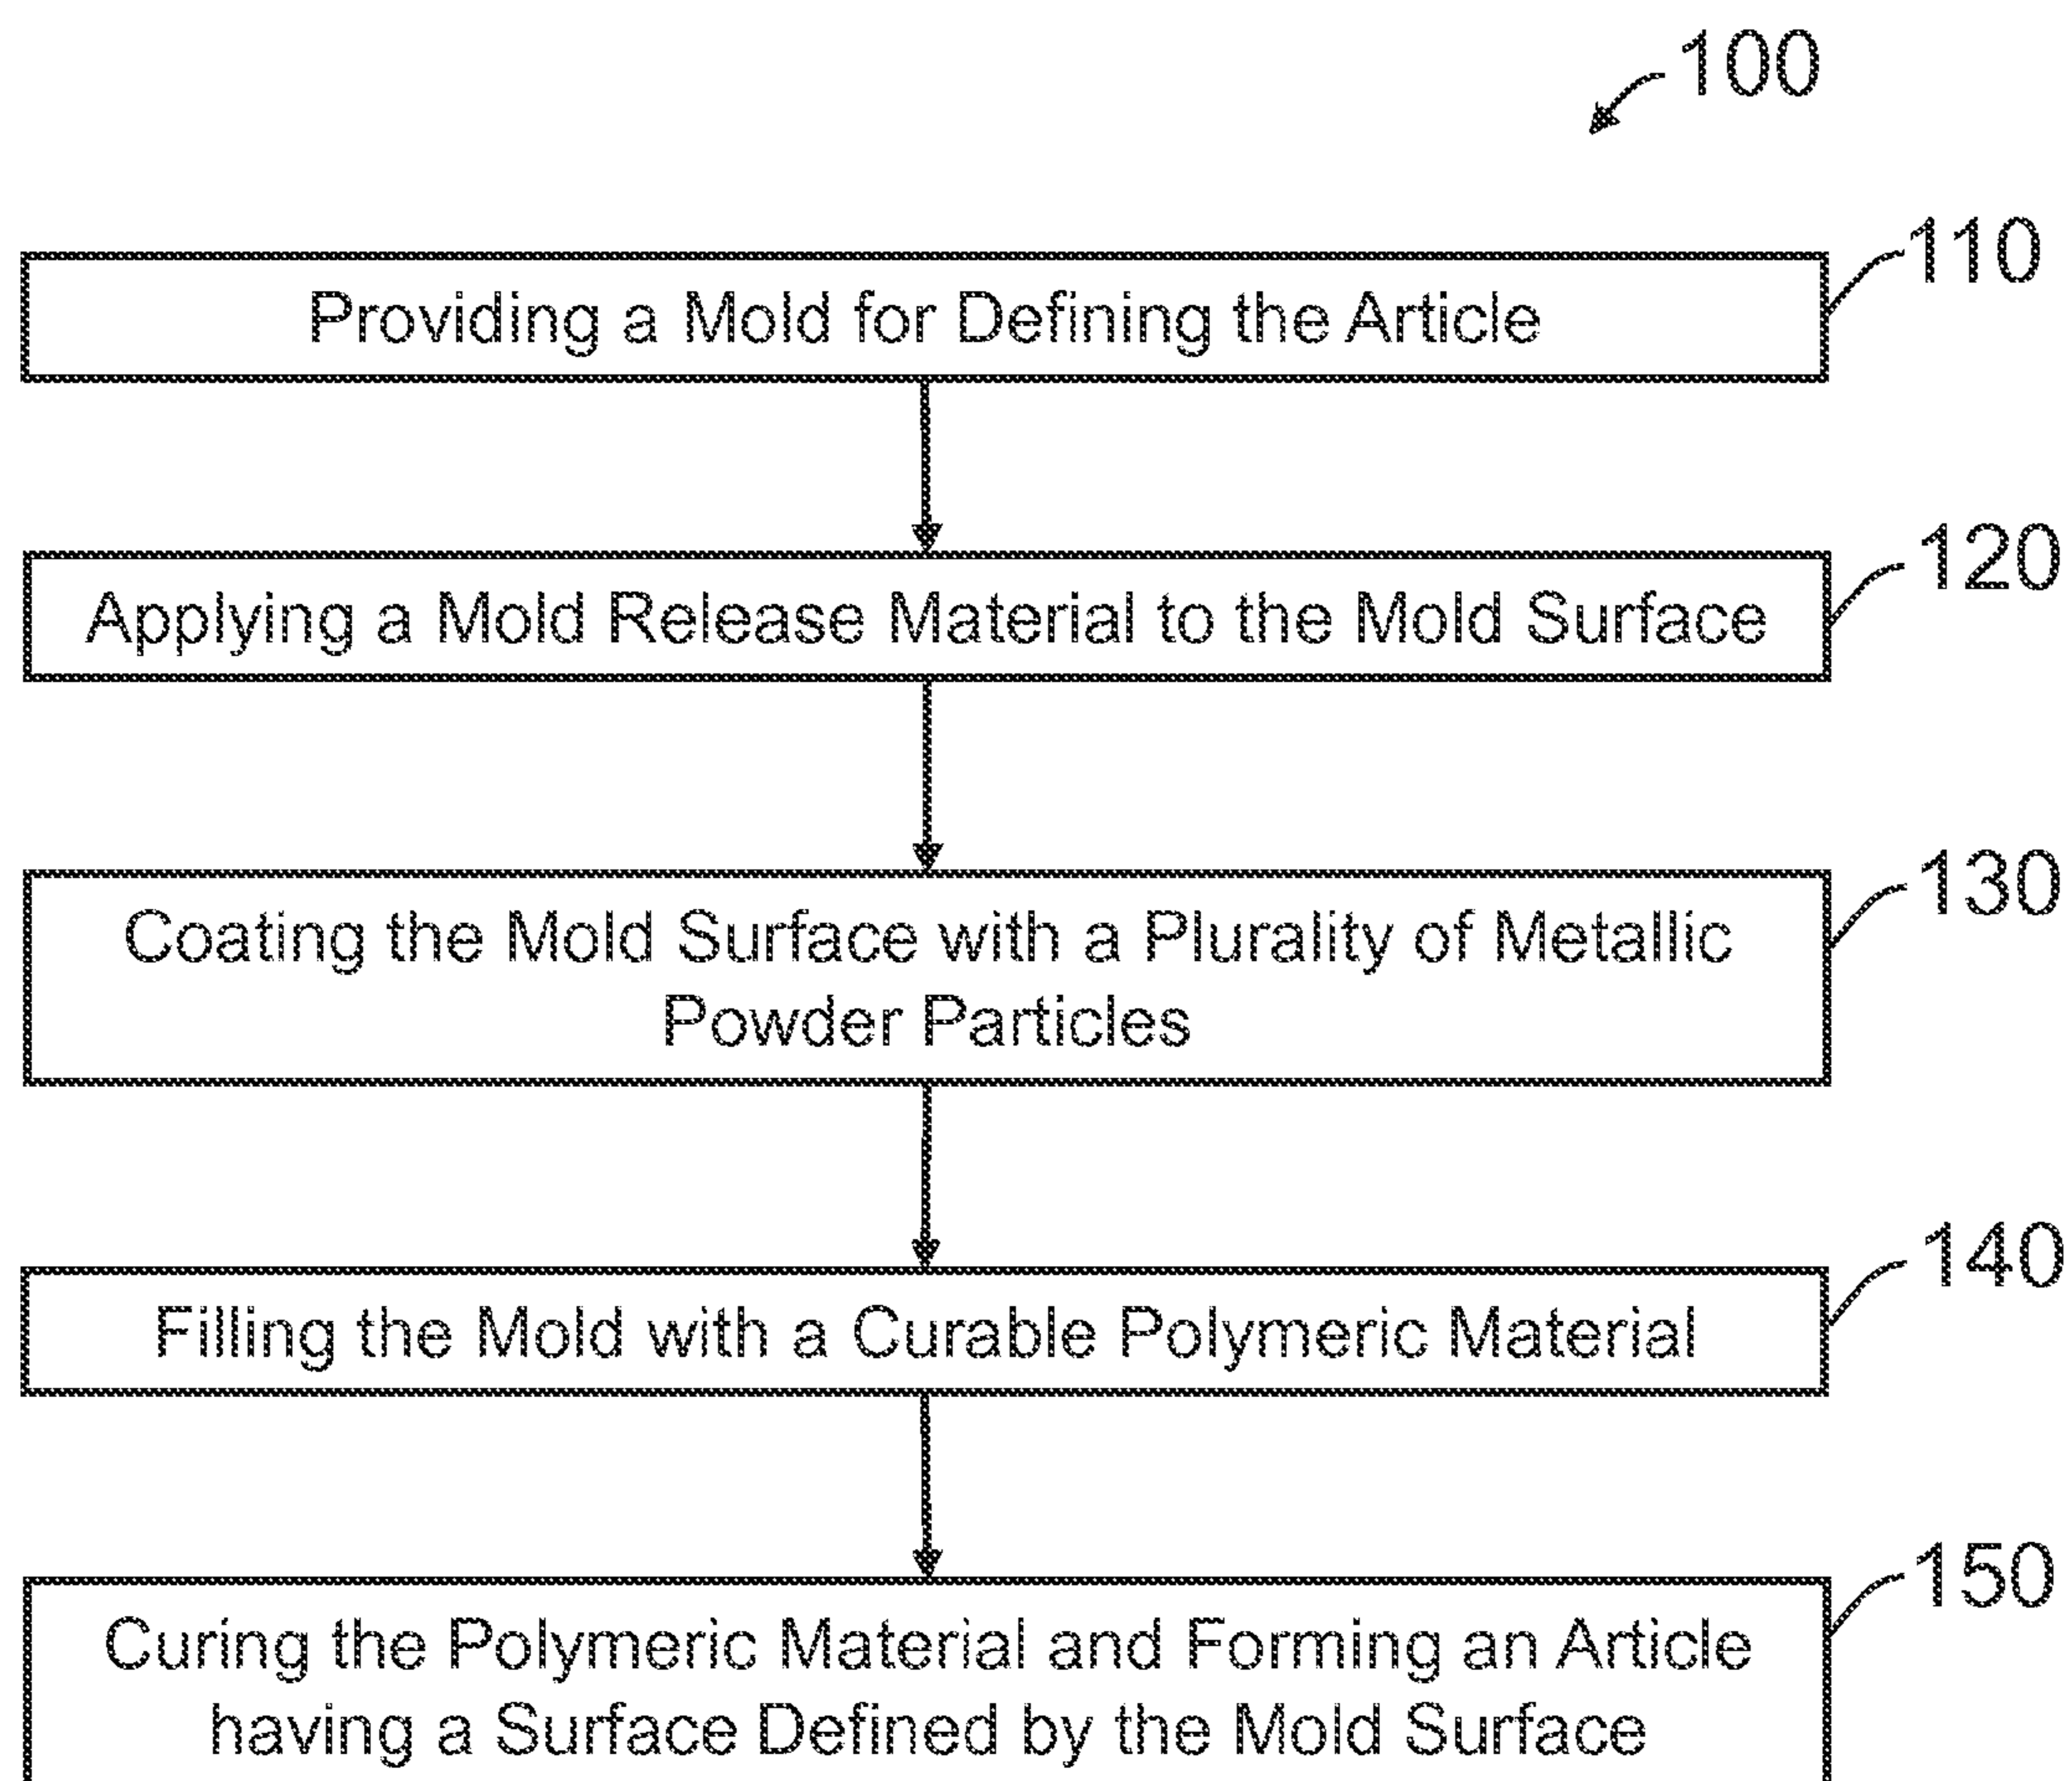 100
110
Providing a Mold for Defining the Article
120
Applying a Mold Release Material to the Mold Surface
130
Coating the Mold Surface with a Plurality of Metallic
Powder Particles
140
Filling the Mold with a Curable Polymeric Material
150
Curing the Polymeric Material and Forming an Article
having a Surface Defined by the Mold Surface